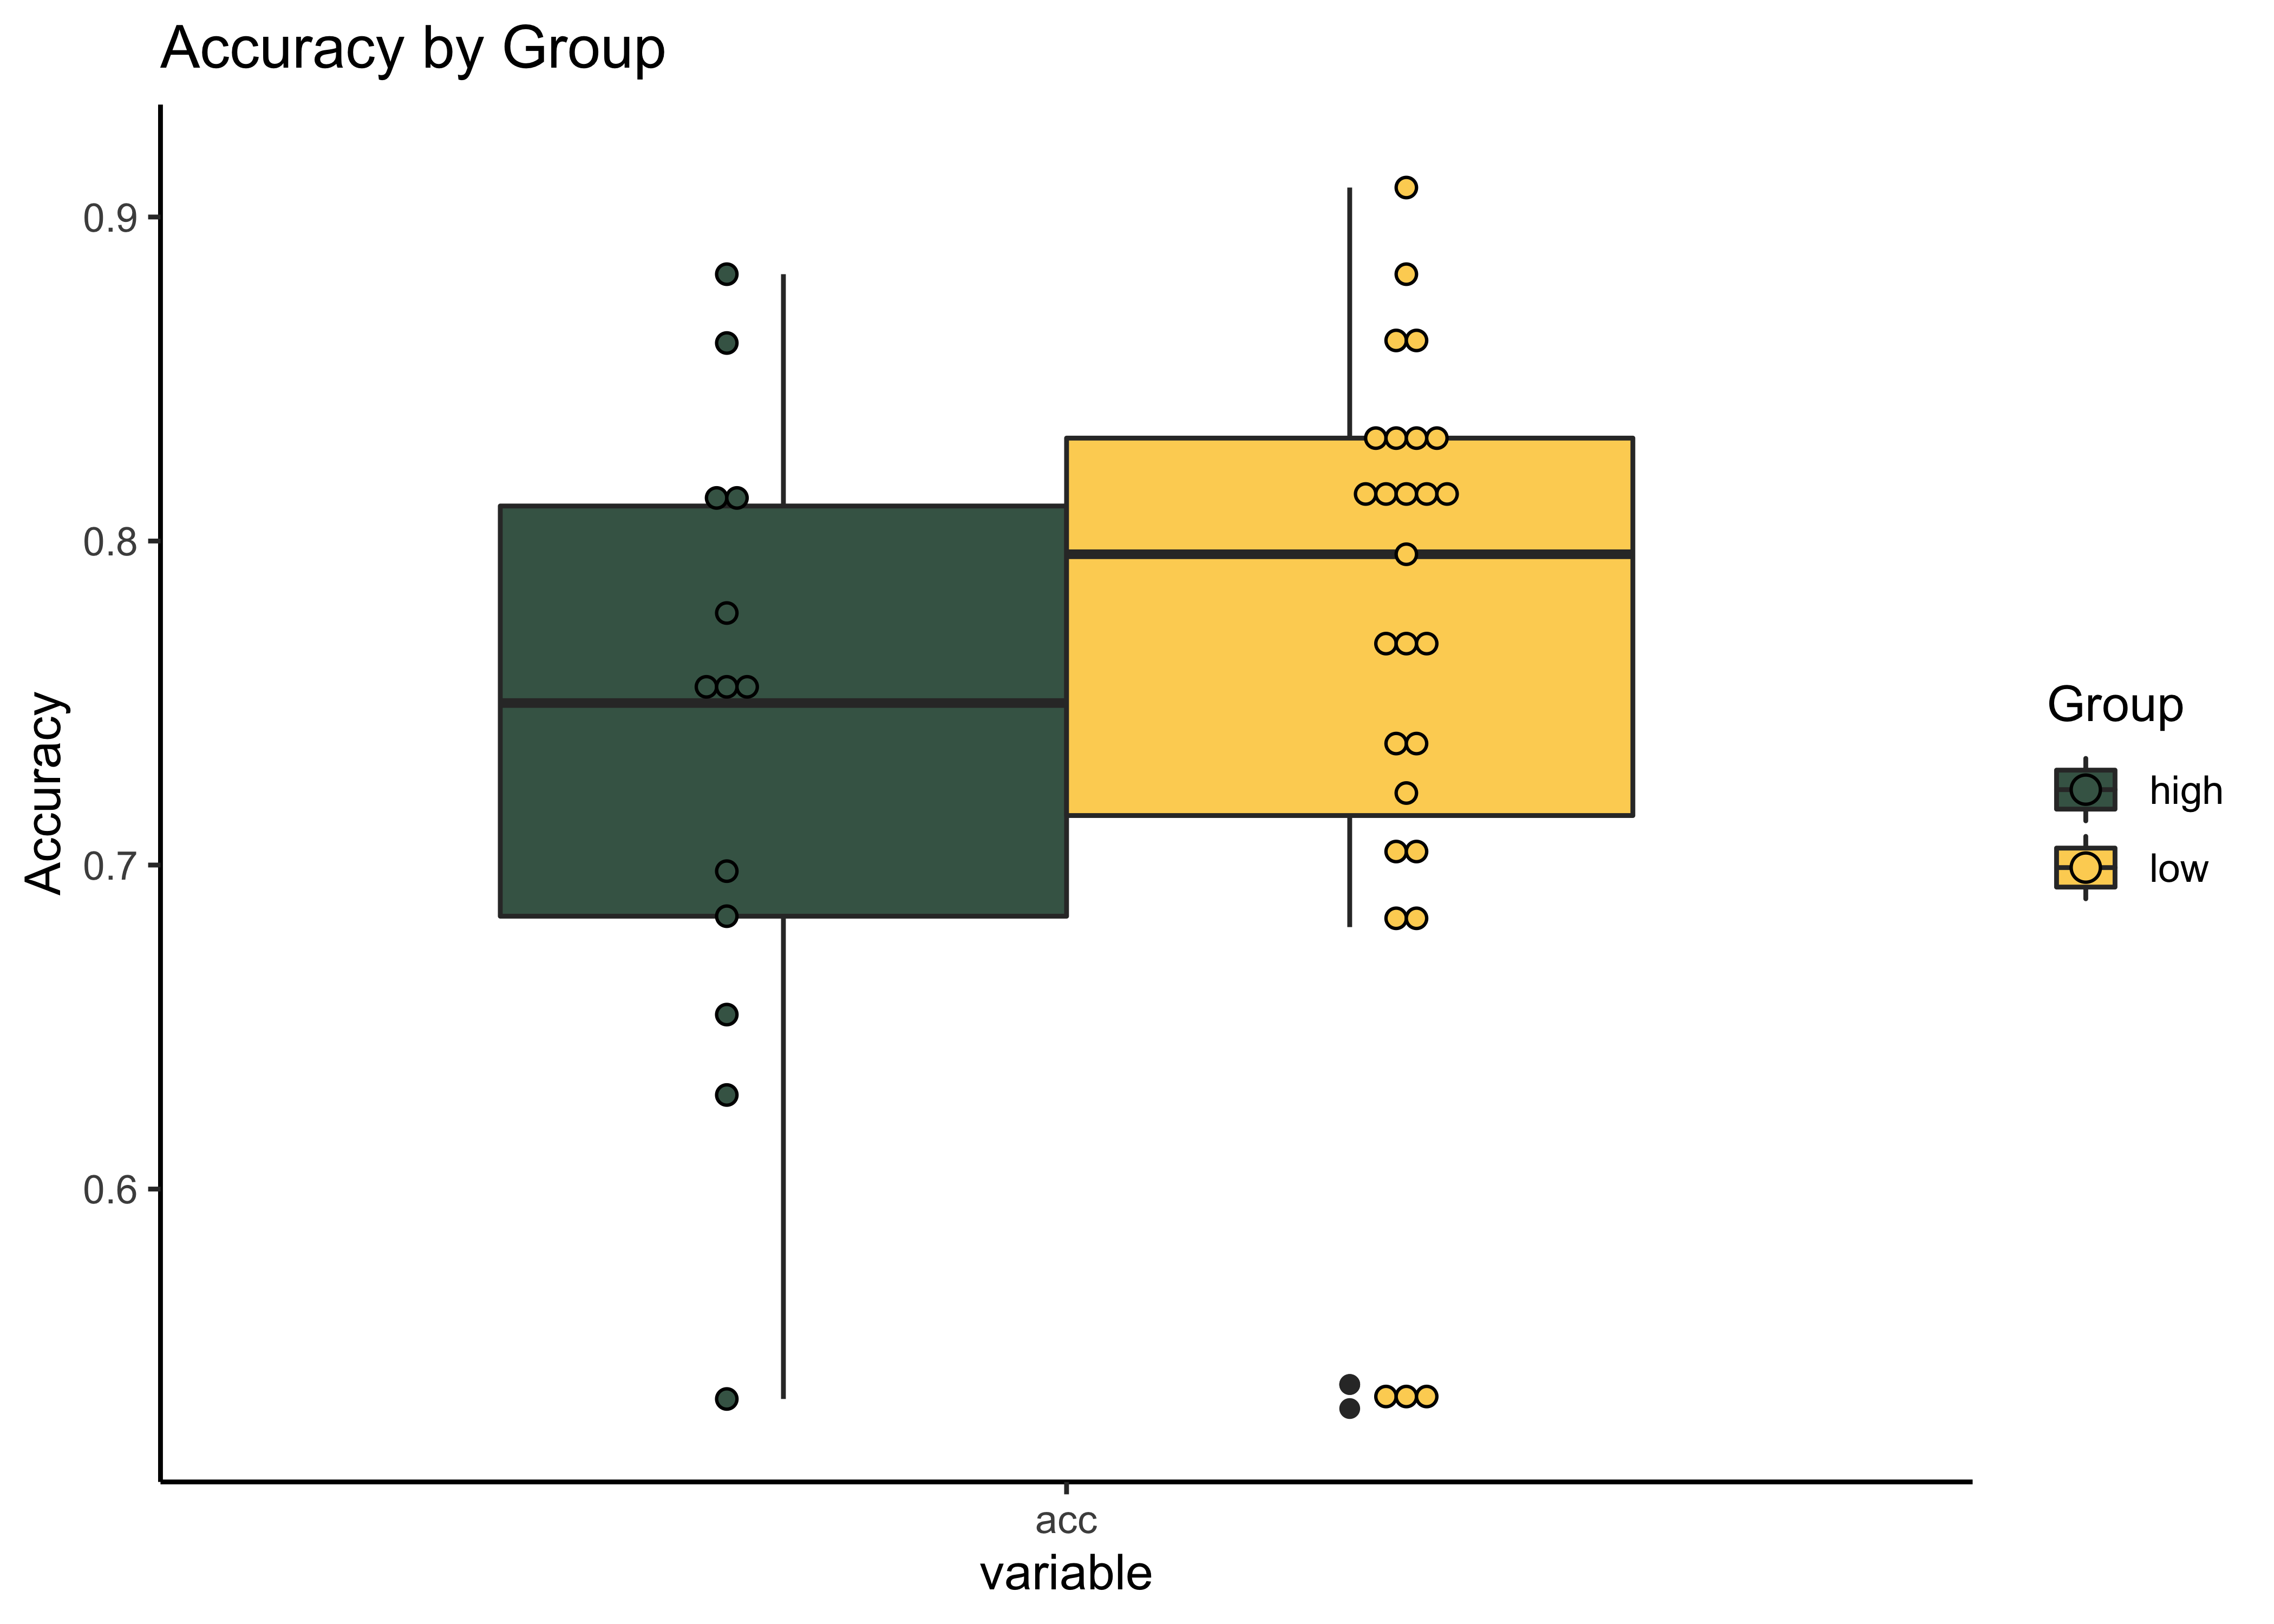 Accuracy by Group
Accuracy
0.9
0.8
0.7
0.6
acc
variable
Group
high
low